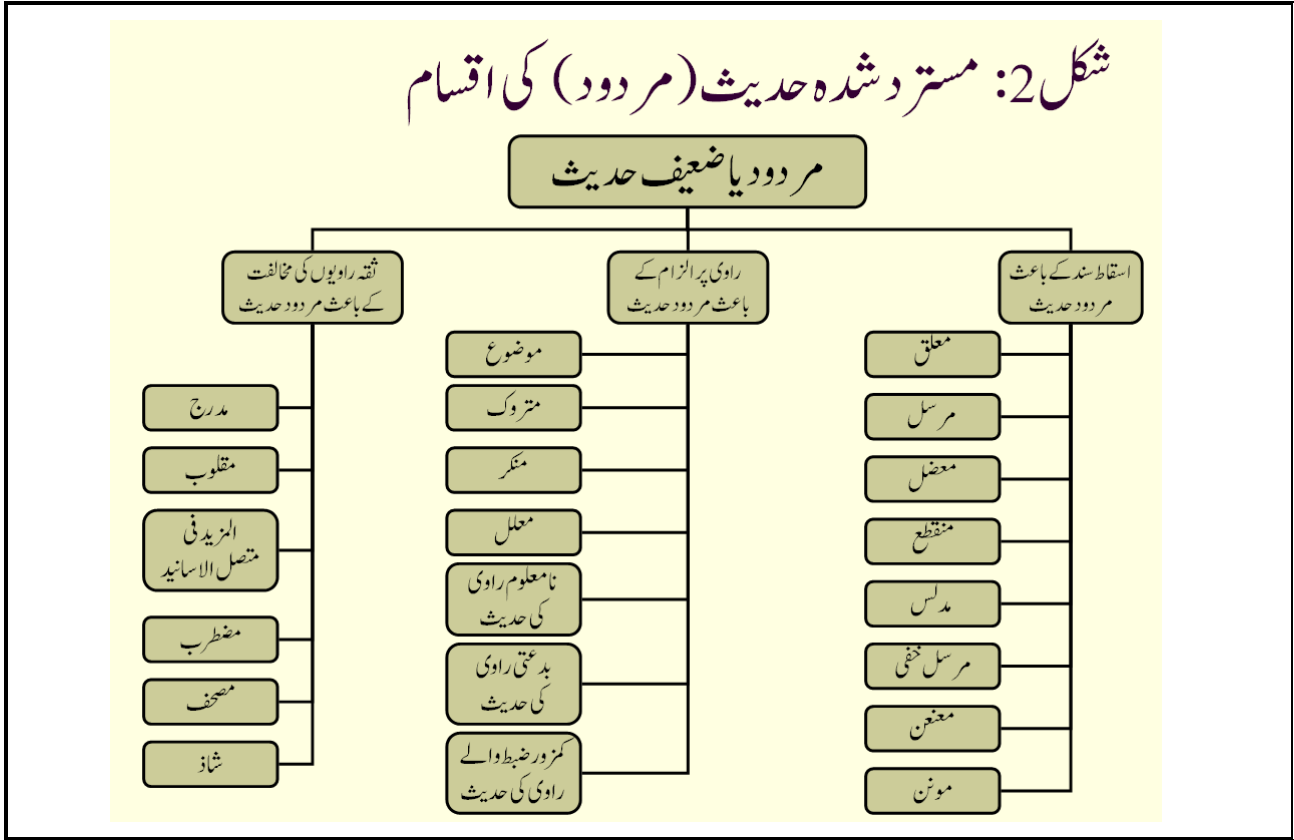 شکل 2: مسترد شدہ حدیث (مردود) کی اقسام
مردود یا ضعیف حدیث
اسقاط سند کے باعث
مردود حدیث
معلق
مرسل
معضل
منقطع
مدلس
مرسل خفی
معنعن
مونن
راوی پر الزام کے
باعث مردود حدیث
موضوع
متروک
منکر
معلل
نامعلوم راوی
کی حدیث
بدعتی راوی
کی حدیث
کمزور ضبط والے
راوی کی حدیث
ثقہ راویوں کی مخالفت
کے باعث مردود حدیث
مدرج
مقلوب
المزید فی
متصل الاسانید
مضطرب
مصحف
شاذ